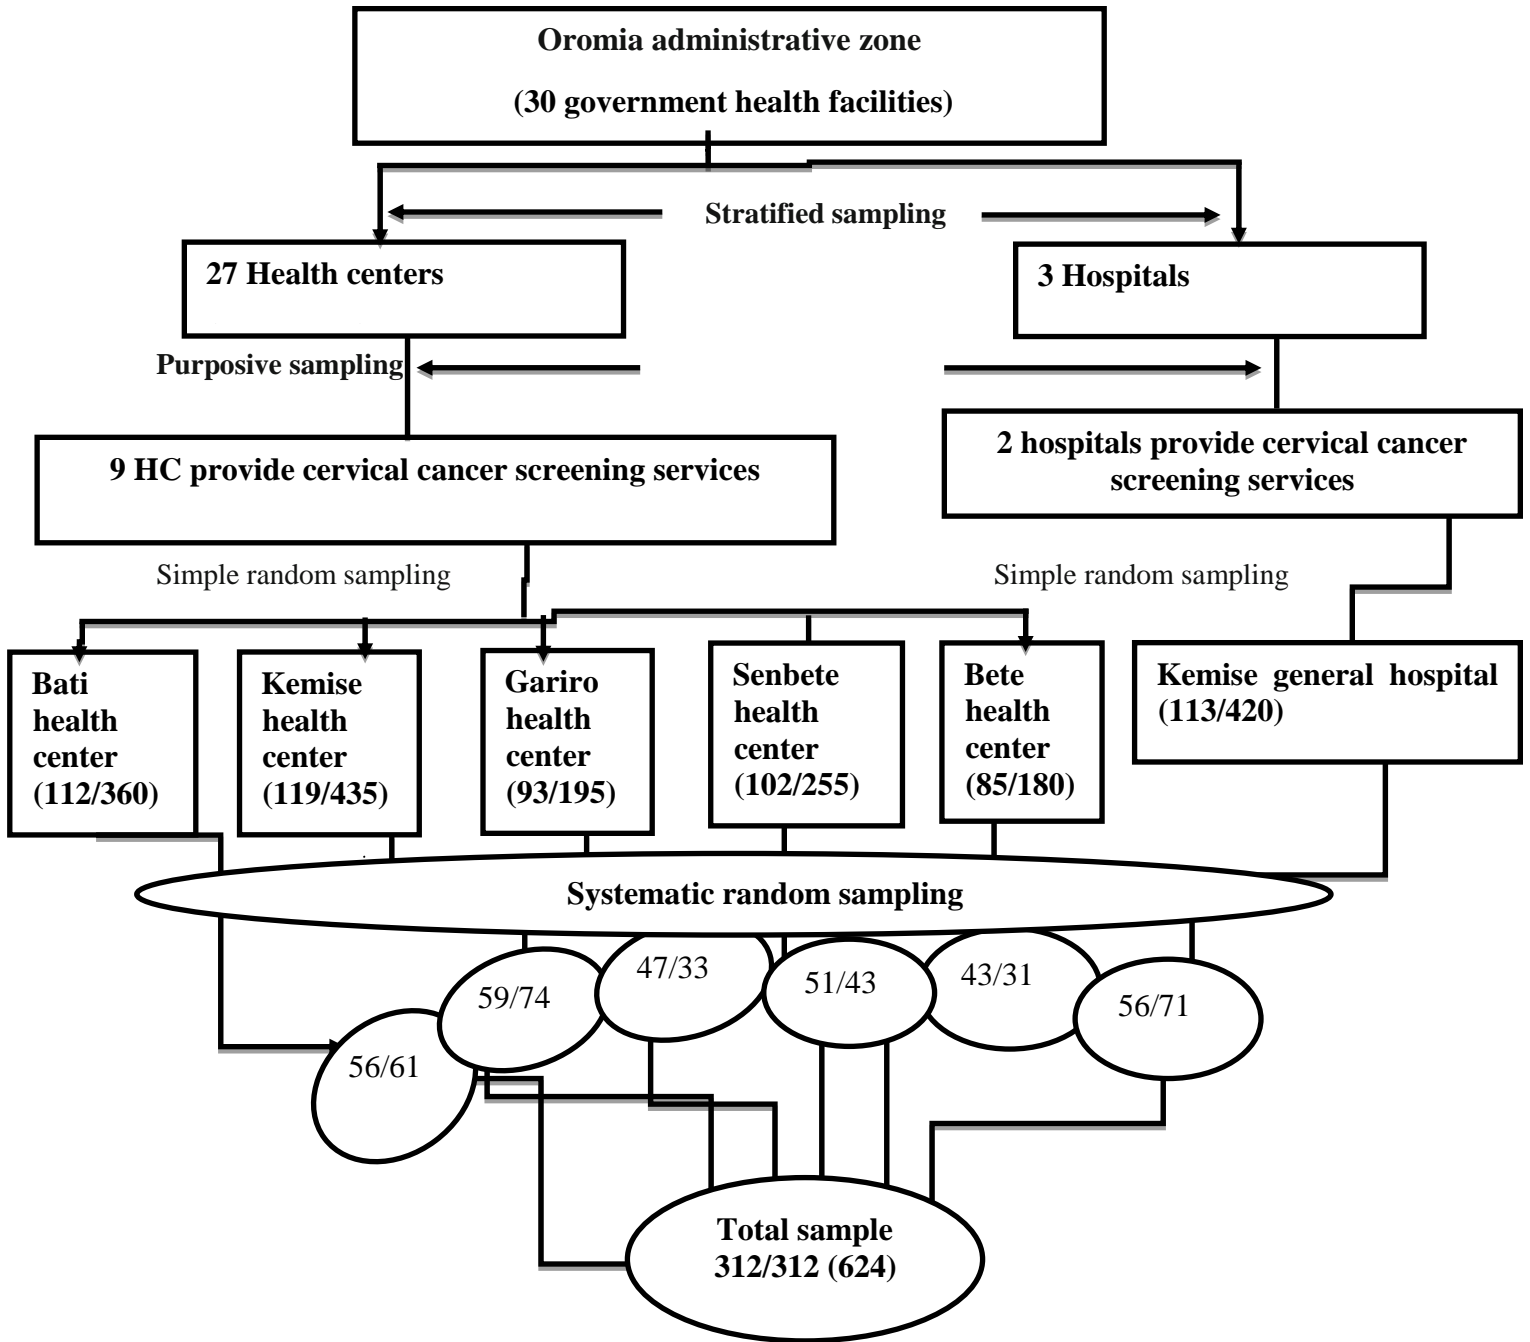 Oromia administrative zone
(30 government health facilities)
Stratified sampling
27 Health centers
3 Hospitals
Purposive sampling
9 HC provide cervical cancer screening services
2 hospitals provide cervical cancer
screening services
Simple random sampling
Simple random sampling
Bati
health
center
(112/360)
Kemise
health
center
(119/435)
Gariro
health
center
(93/195)
Senbete
health
center
(102/255)
Bete
health
center
(85/180)
Kemise general hospital
(113/420)
Systematic random sampling
56/61
59/74
47/33
51/43
43/31
56/71
Total sample
312/312 (624)